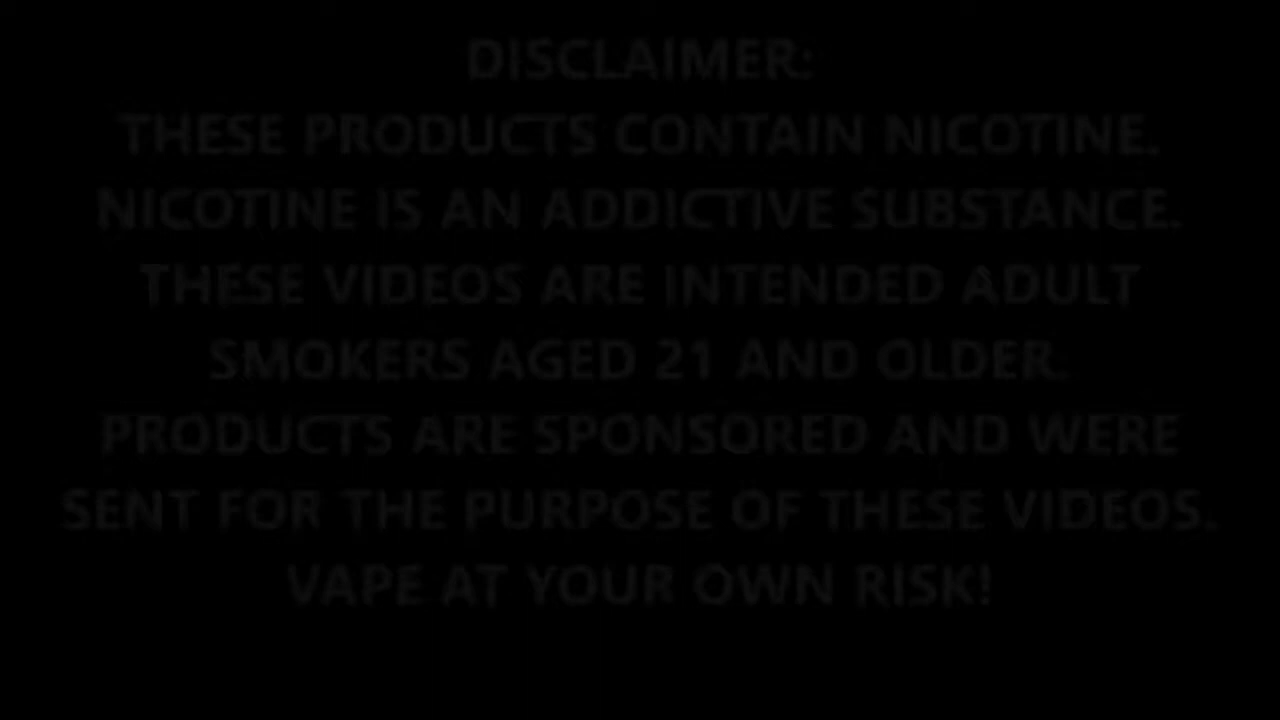 DISCLAIMER:
THESE PRODUCTS CONTAIN NICOTINE.
NICOTINE IS AN ADDICTIVE SUBSTANCE.
THESE VIDEOS ARE INTENDED ADULT
SMOKERS AGED 21 AND OLDER.
PRODUCTS ARE SPONSORED AND WERE
SENT FOR THE PURPOSE OF THESE VIDEOS.
VAPE AT YOUR OWN RISK!